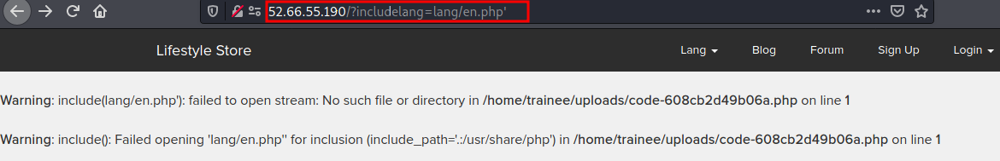 52.66.55.190/?includelang=lang/en.php'
Lifestyle Store Lang Blog Forum Sign Up Login
Warning: include(lang/en.php'): failed to open stream: No such file or directory in /home/trainee/uploads/code-608cb2d49b06a.php on line 1
Warning: include(): Failed opening 'lang/en.php'' for inclusion (include_path='.:/usr/share/php') in /home/trainee/uploads/code-608cb2d49b06a.php on line 1